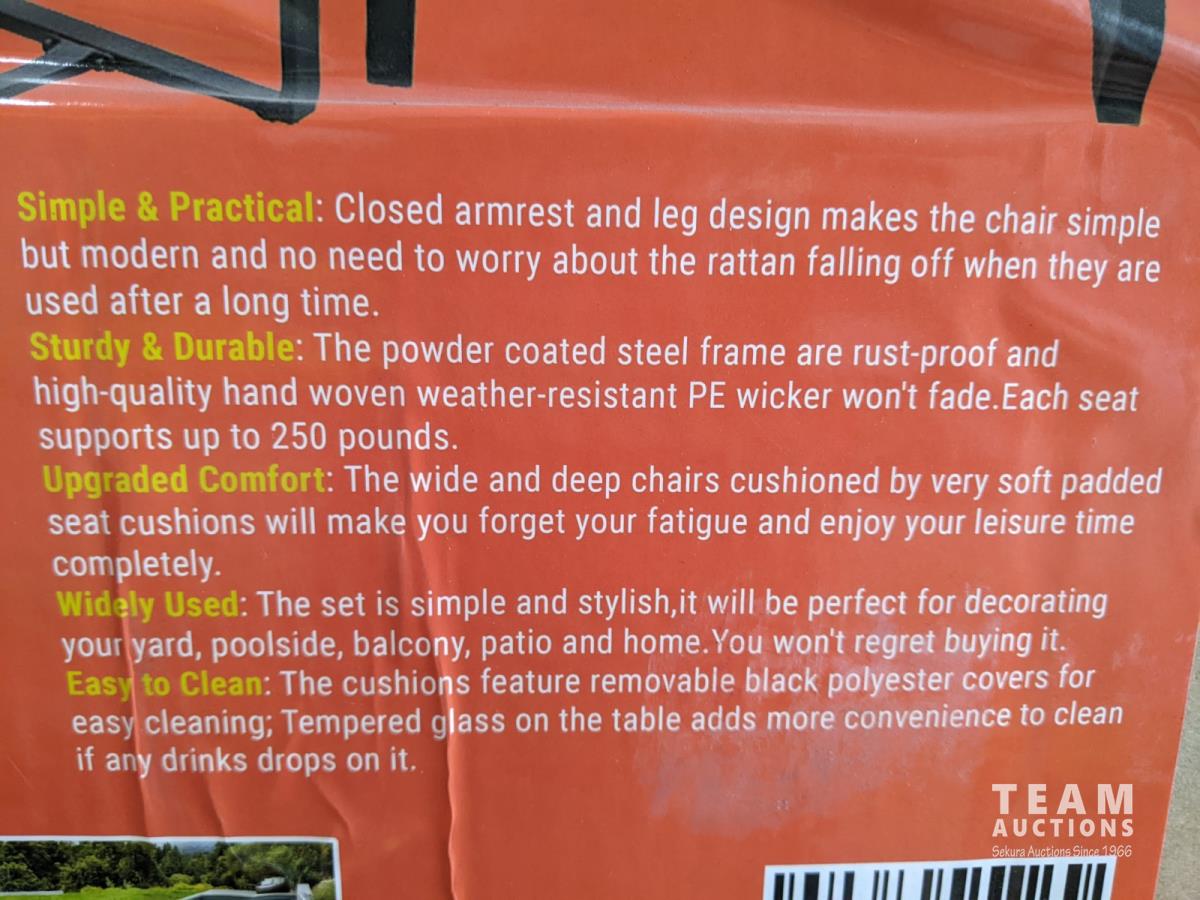 Simple & Practical: Closed armrest and leg design makes the chair simple
but modern and no need to worry about the rattan falling off when they are
used after a long time.
Sturdy & Durable: The powder coated steel frame are rust-proof and
high-quality hand woven weather-resistant PE wicker won't fade.Each seat
supports up to 250 pounds.
Upgraded Comfort: The wide and deep chairs cushioned by very soft padded
seat cushions will make you forget your fatigue and enjoy your leisure time
completely.
Widely Used: The set is simple and stylish,it will be perfect for decorating
your yard, poolside, balcony, patio and home.You won't regret buying it.
Easy to Clean: The cushions feature removable black polyester covers for
easy cleaning; Tempered glass on the table adds more convenience to clean
if any drinks drops on it.
TEAM
AUCTIONS
Sekura Auctions Since 1966